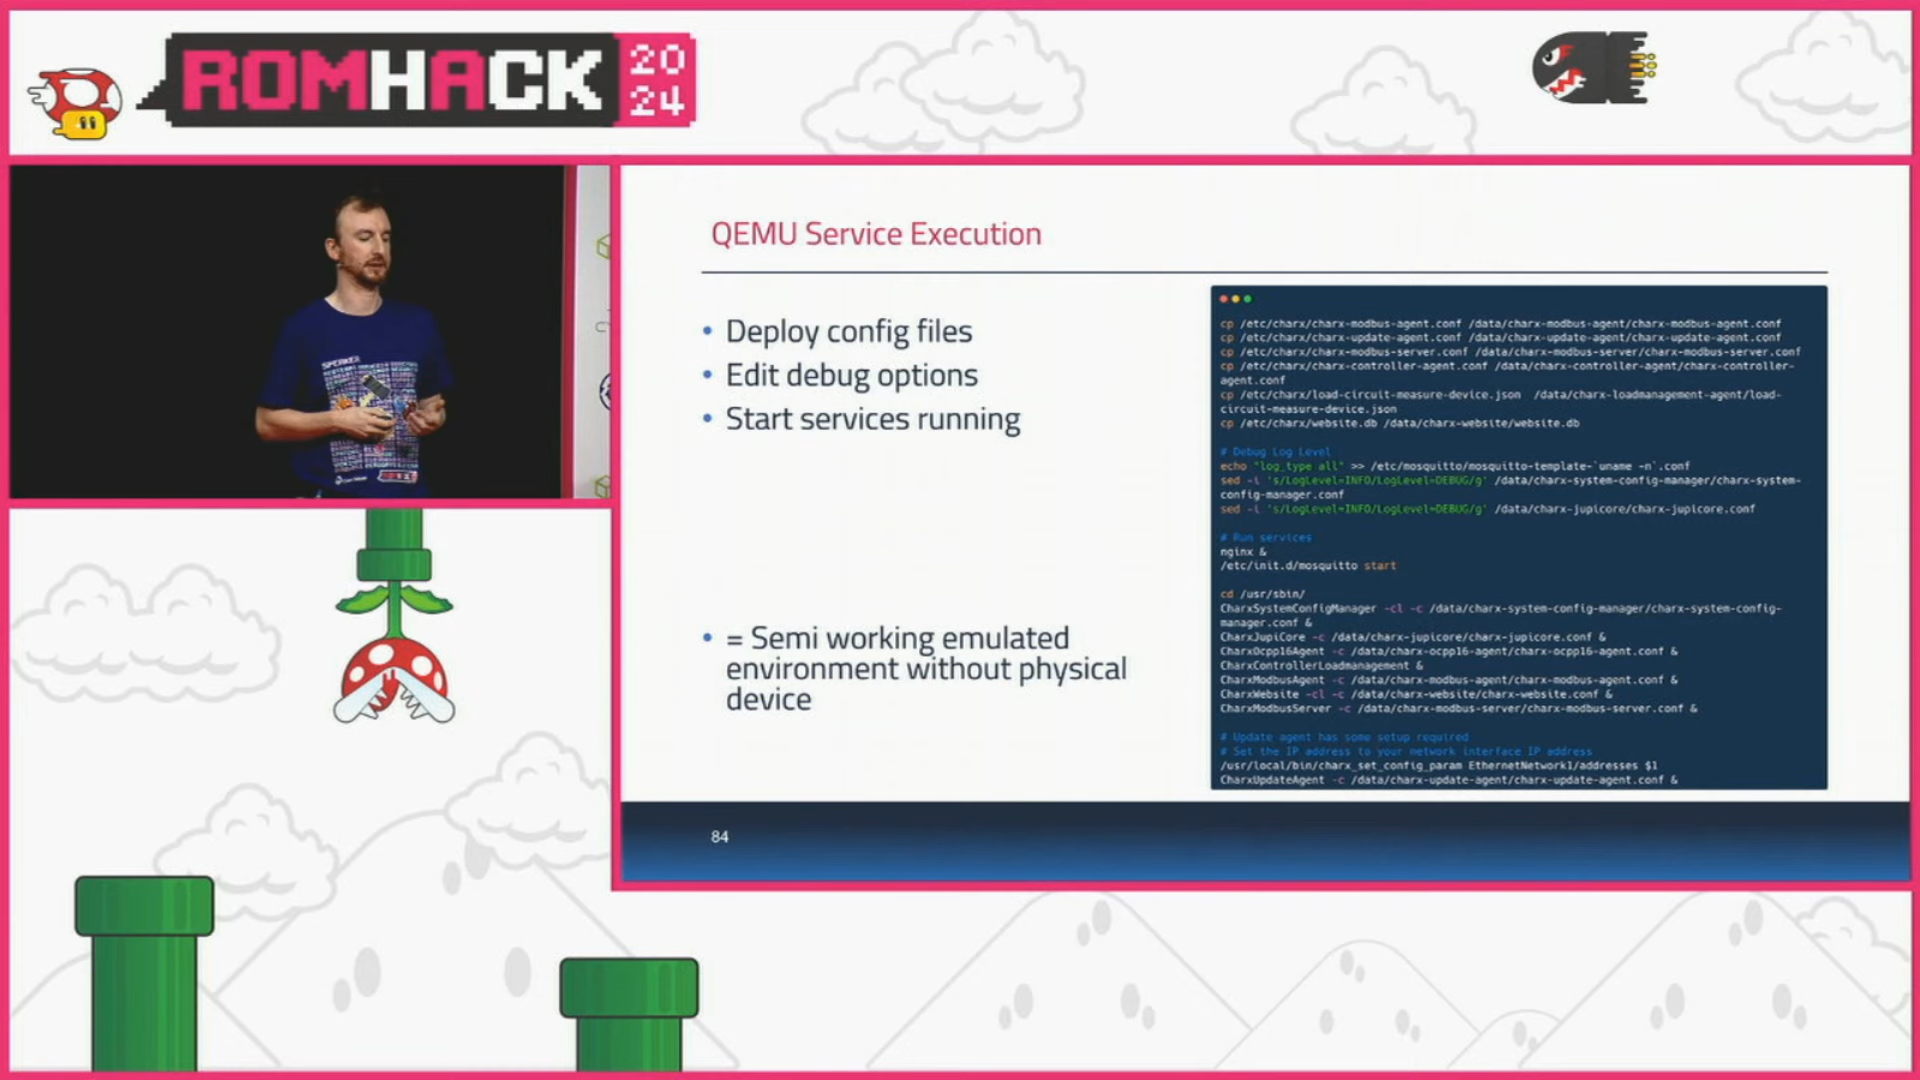 ROMHACK
20
24
SPEAKER
QEMU Service Execution
• Deploy config files
• Edit debug options
• Start services running
• = Semi working emulated
environment without physical
device
cp /etc/charx/charx-modbus-agent.conf /data/charx-modbus-agent/charx-modbus-agent.conf
cp /etc/charx/charx-update-agent.conf /data/charx-update-agent/charx-update-agent.conf
cp /etc/charx/charx-modbus-server.conf /data/charx-modbus-server/charx-modbus-server.conf
cp /etc/charx/charx-controller-agent.conf /data/charx-controller-agent/charx-controller-
agent.conf
cp /etc/charx/load-circuit-measure-device.json  /data/charx-loadmanagement-agent/load-
circuit-measure-device.json
cp /etc/charx/website.db /data/charx-website/website.db
# Debug Log Level
echo "log_type all" >> /etc/mosquitto/mosquitto-template-`uname -n`.conf
sed -i 's/LogLevel=INFO/LogLevel=DEBUG/g' /data/charx-system-config-manager/charx-system-
config-manager.conf
sed -i 's/LogLevel=INFO/LogLevel=DEBUG/g' /data/charx-jupicore/charx-jupicore.conf
# Run services
nginx &
/etc/init.d/mosquitto start
cd /usr/sbin/
CharxSystemConfigManager -cl -c /data/charx-system-config-manager/charx-system-config-
manager.conf &
CharxJupiCore -c /data/charx-jupicore/charx-jupicore.conf &
CharxOcpp16Agent -c /data/charx-ocpp16-agent/charx-ocpp16-agent.conf &
CharxControllerLoadmanagement &
CharxModbusAgent -c /data/charx-modbus-agent/charx-modbus-agent.conf &
CharxWebsite -cl -c /data/charx-website/charx-website.conf &
CharxModbusServer -c /data/charx-modbus-server/charx-modbus-server.conf &
# Update agent has some setup required
# Set the IP address to your network interface IP address
/usr/local/bin/charx_set_config_param EthernetNetwork1/addresses $1
CharxUpdateAgent -c /data/charx-update-agent/charx-update-agent.conf &
84